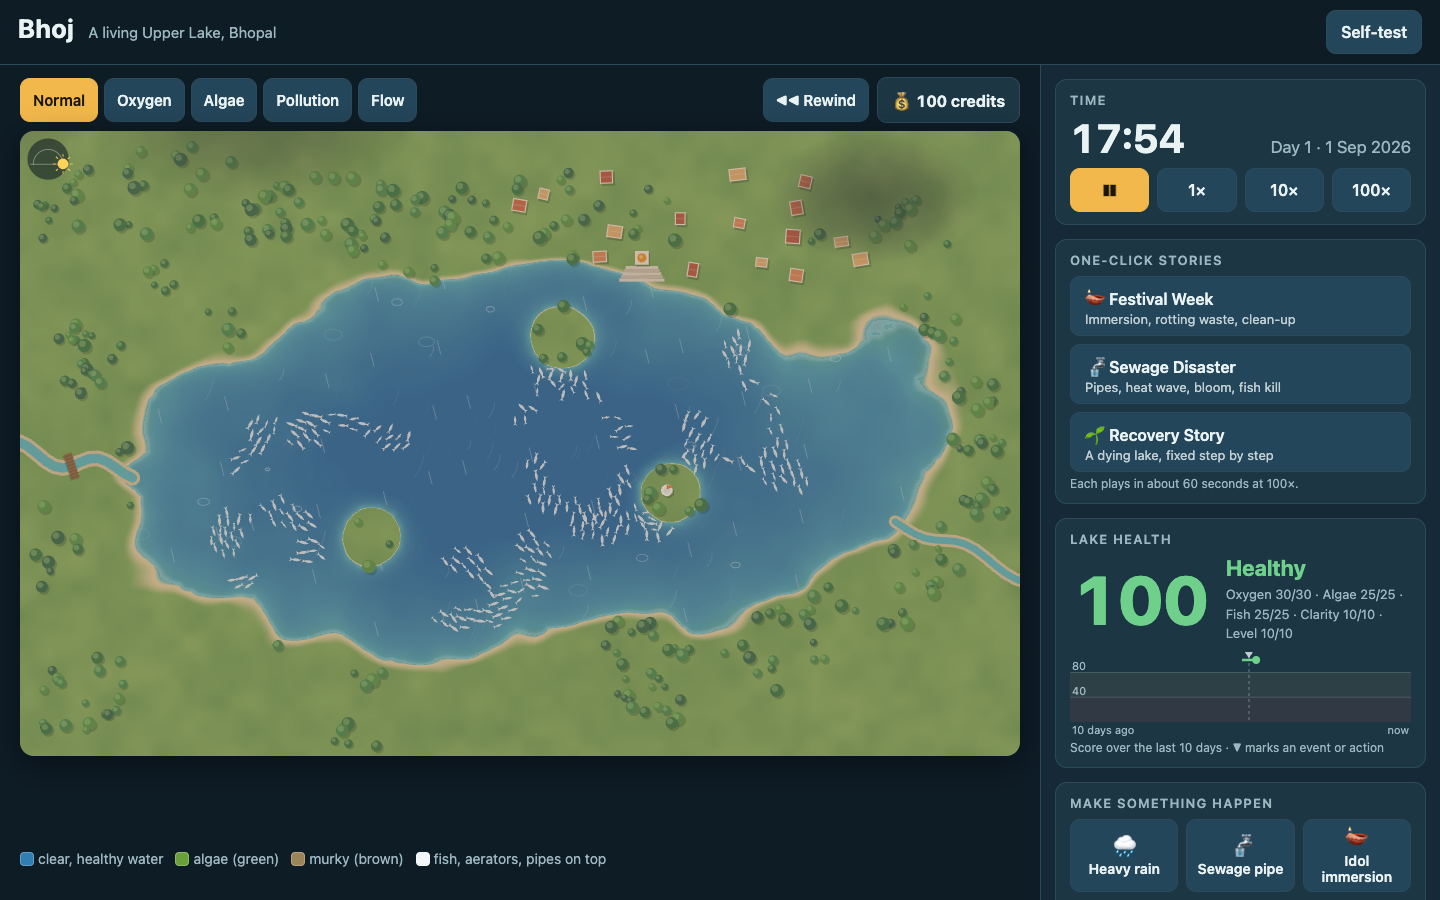 Bhoj
A living Upper Lake, Bhopal
Self-test
Normal
Oxygen
Algae
Pollution
Flow
Rewind
100 credits
TIME
17:54
Day 1 · 1 Sep 2026
1×
10×
100×
ONE-CLICK STORIES
Festival Week
Immersion, rotting waste, clean-up
Sewage Disaster
Pipes, heat wave, bloom, fish kill
Recovery Story
A dying lake, fixed step by step
Each plays in about 60 seconds at 100×.
LAKE HEALTH
100
Healthy
Oxygen 30/30 · Algae 25/25 ·
Fish 25/25 · Clarity 10/10 ·
Level 10/10
80
40
10 days ago
now
Score over the last 10 days · ▼ marks an event or action
MAKE SOMETHING HAPPEN
Heavy rain
Sewage pipe
Idol
immersion
clear, healthy water
algae (green)
murky (brown)
fish, aerators, pipes on top